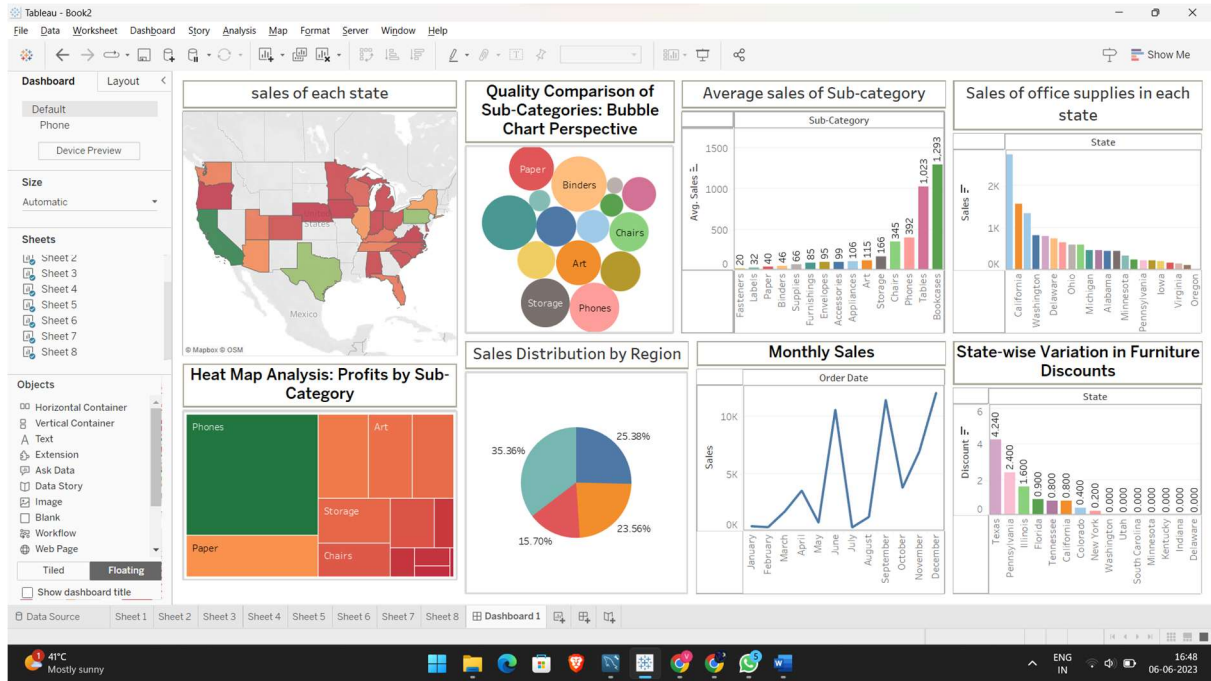 Tableau - Book2
File Data Worksheet Dashboard Story Analysis Map Format Server Window Help
Show Me
Dashboard Layout
Default
Phone
Device Preview
Size
Automatic
Sheets
Sheet 2
Sheet 3
Sheet 4
Sheet 5
Sheet 6
Sheet 7
Sheet 8
Objects
Horizontal Container
Vertical Container
Text
Extension
Ask Data
Data Story
Image
Blank
Workflow
Web Page
Tiled Floating
Show dashboard title
sales of each state
States
Mexico
© Mapbox © OSM
Quality Comparison of
Sub-Categories: Bubble
Chart Perspective
Paper
Binders
Chairs
Art
Storage
Phones
Average sales of Sub-category
Sub-Category
Avg. Sales
1500
1000
500
0
20 32 40 46 66 85 95 99 106 115 166 345 392 1,023 1,293
Fasteners
Labels
Paper
Binders
Supplies
Furnishings
Envelopes
Accessories
Appliances
Art
Storage
Chairs
Phones
Tables
Bookcases
Sales of office supplies in each
state
State
Sales
2K
1K
0K
California
Washington
Delaware
Ohio
Michigan
Alabama
Minnesota
Pennsylvania
Iowa
Virginia
Oregon
Heat Map Analysis: Profits by Sub-
Category
Phones
Art
Storage
Paper
Chairs
Sales Distribution by Region
35.36%
25.38%
23.56%
15.70%
Monthly Sales
Order Date
Sales
10K
5K
0K
January
February
March
April
May
June
July
August
September
October
November
December
State-wise Variation in Furniture
Discounts
State
Discount
6
4
2
0
4.240 2.400 1.600 0.900 0.800 0.800 0.400 0.200 0.000 0.000 0.000 0.000 0.000 0.000 0.000
Texas
Pennsylvania
Illinois
Florida
Tennessee
California
Colorado
New York
Washington
Utah
South Carolina
Minnesota
Kentucky
Indiana
Delaware
Data Source Sheet 1 Sheet 2 Sheet 3 Sheet 4 Sheet 5 Sheet 6 Sheet 7 Sheet 8 Dashboard 1
1
41°C
Mostly sunny
ENG
IN
16:48
06-06-2023